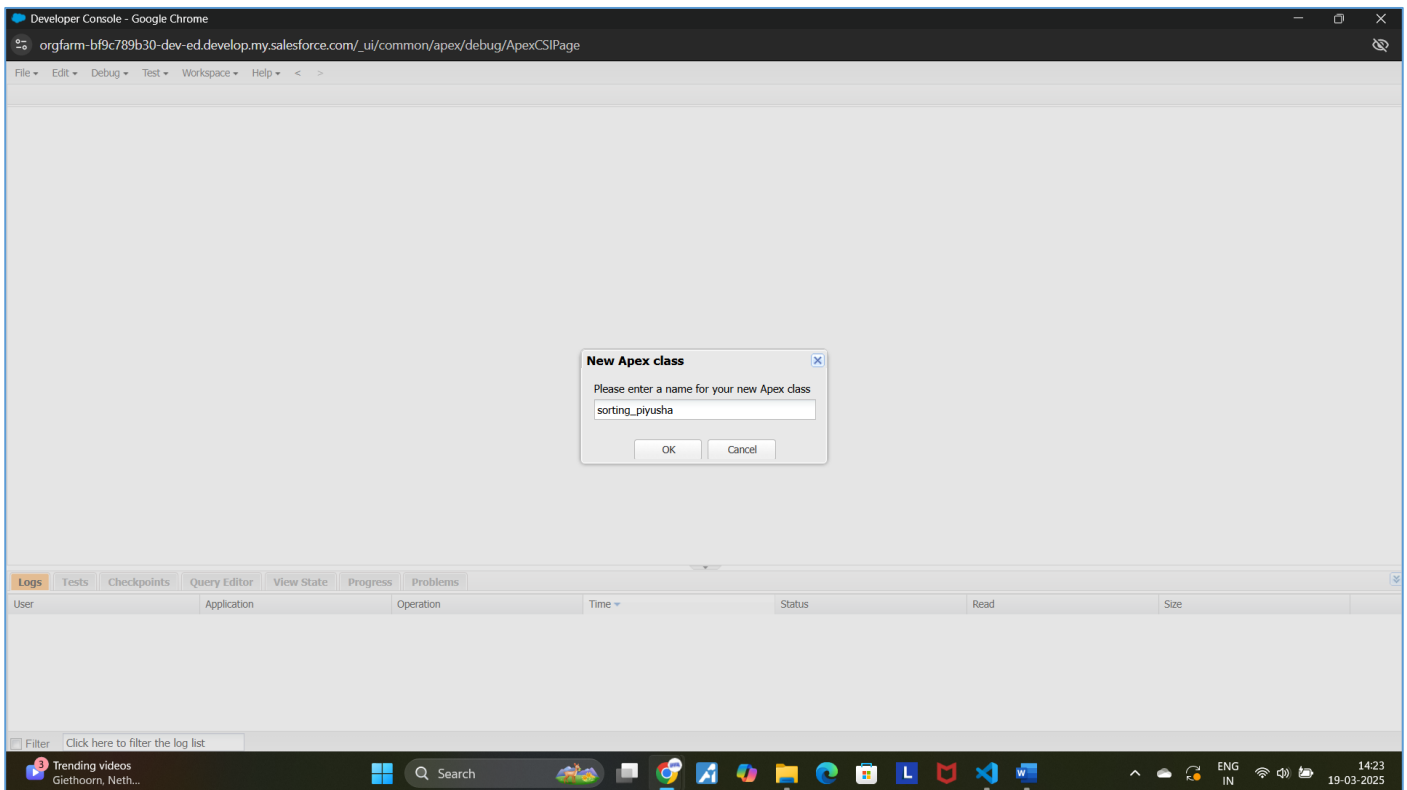 Developer Console - Google Chrome
orgfarm-bf9c789b30-dev-ed.develop.my.salesforce.com/_ui/common/apex/debug/ApexCSIPage
File Edit Debug Test Workspace Help < >
New Apex class
Please enter a name for your new Apex class
sorting_piyusha
OK Cancel
Logs Tests Checkpoints Query Editor View State Progress Problems
User Application Operation Time Status Read Size
Filter Click here to filter the log list
3 Trending videos
Giethoorn, Neth...
Search
L
W
ENG
IN
14:23
19-03-2025